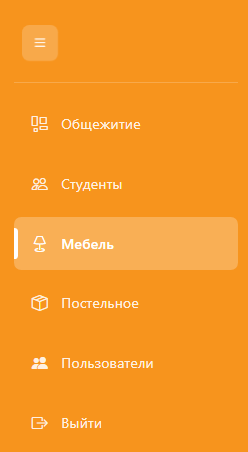 Общежитие
Студенты
Мебель
Постельное
Пользователи
Выйти